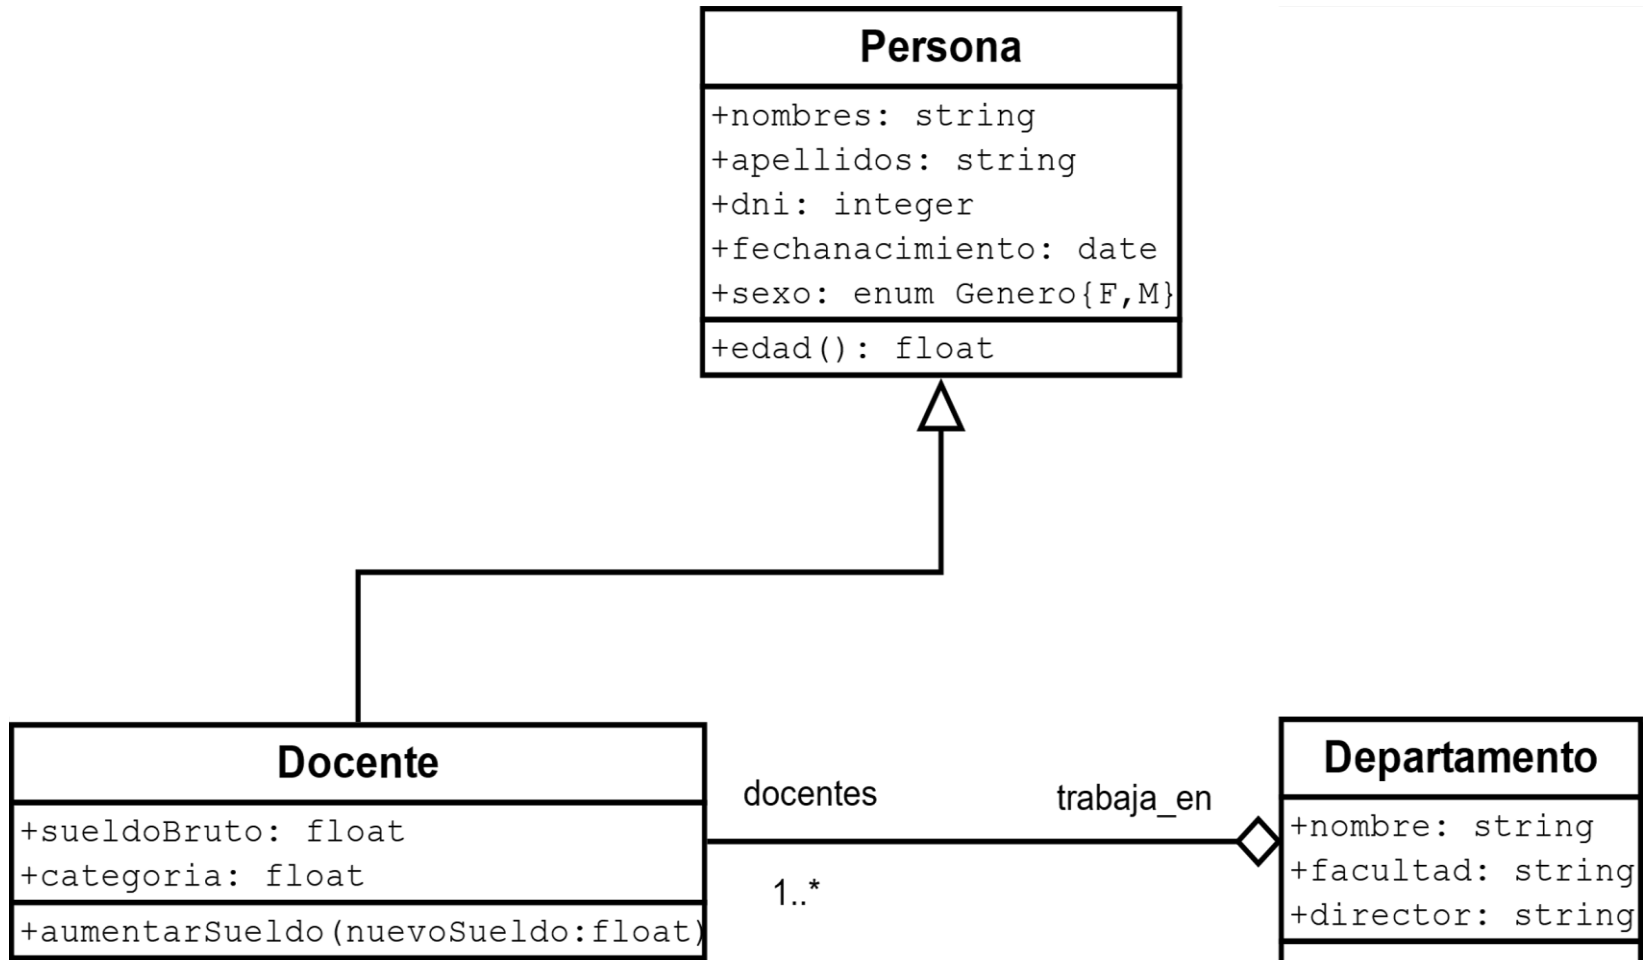 Persona
+nombres: string
+apellidos: string
+dni: integer
+fechanacimiento: date
+sexo: enum Genero{F,M}
+edad(): float
Docente
+sueldoBruto: float
+categoria: float
+aumentarSueldo(nuevoSueldo:float)
docentes
1..*
trabaja_en
Departamento
+nombre: string
+facultad: string
+director: string